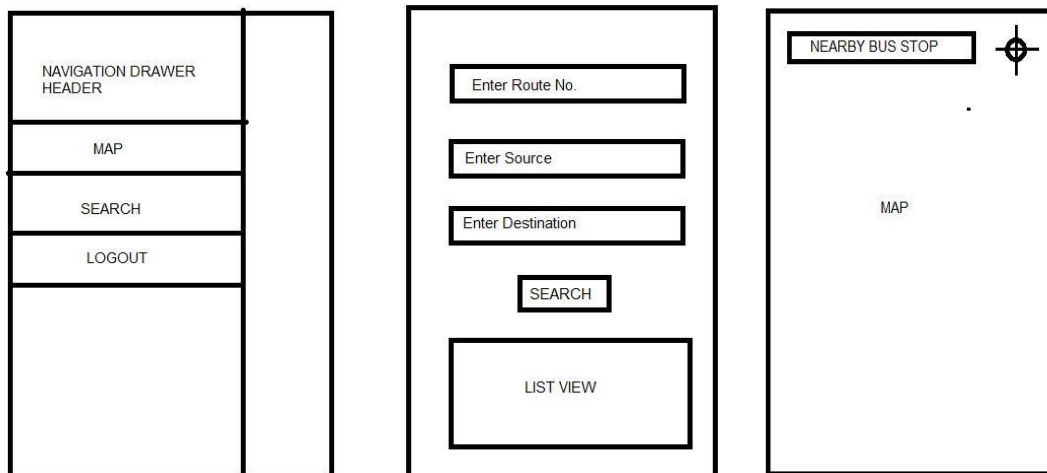 NAVIGATION DRAWER
HEADER
MAP
SEARCH
LOGOUT
Enter Route No.
Enter Source
Enter Destination
SEARCH
LIST VIEW
NEARBY BUS STOP
MAP